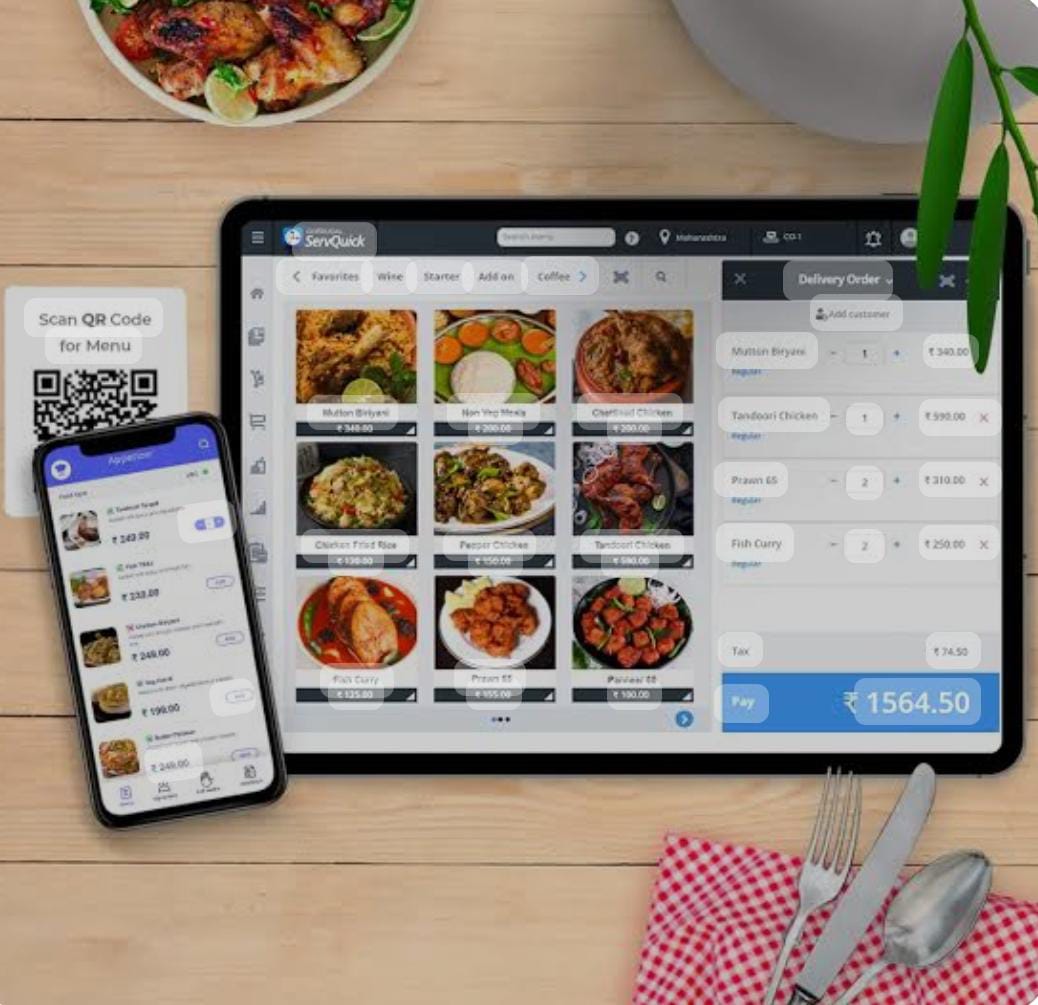 Scan QR Code
for Menu
Appetizer
₹ 249.00
₹ 239.00
₹ 249.00
₹ 199.00
₹ 249.00
ServQuick
Maharashtra
CO-1
Favorites
Wine
Starter
Add on
Coffee
Mutton Biriyani
₹ 340.00
Non Veg Meals
₹ 200.00
Chettinad Chicken
₹ 200.00
Chicken Fried Rice
₹ 130.00
Pepper Chicken
₹ 150.00
Tandoori Chicken
₹ 590.00
Fish Curry
₹ 125.00
Prawn 65
₹ 155.00
Panneer 65
₹ 100.00
Delivery Order
Add customer
Mutton Biryani - 1 + ₹ 340.00
Regular
Tandoori Chicken - 1 + ₹ 590.00 ×
Regular
Prawn 65 - 2 + ₹ 310.00 ×
Regular
Fish Curry - 2 + ₹ 250.00 ×
Regular
Tax ₹ 74.50
Pay ₹ 1564.50